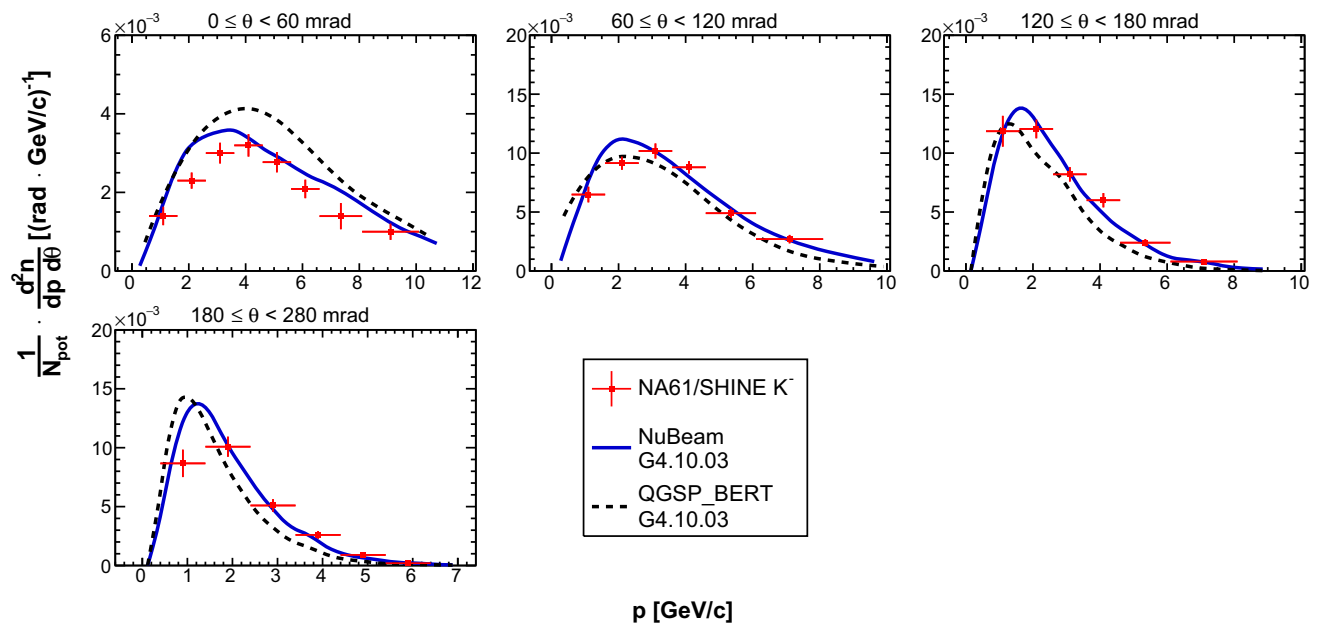 ×10⁻³ 0 ≤ θ < 60 mrad
6
4
2
0
0 2 4 6 8 10 12
×10⁻³ 60 ≤ θ < 120 mrad
20
15
10
5
0
0 2 4 6 8 10
×10⁻³ 120 ≤ θ < 180 mrad
20
15
10
5
0
0 2 4 6 8 10
×10⁻³ 180 ≤ θ < 280 mrad
20
15
10
5
0
0 1 2 3 4 5 6 7
1/N_pot · d²n/dp dθ [(rad · GeV/c)⁻¹]
NA61/SHINE K⁻
NuBeam
G4.10.03
QGSP_BERT
G4.10.03
p [GeV/c]